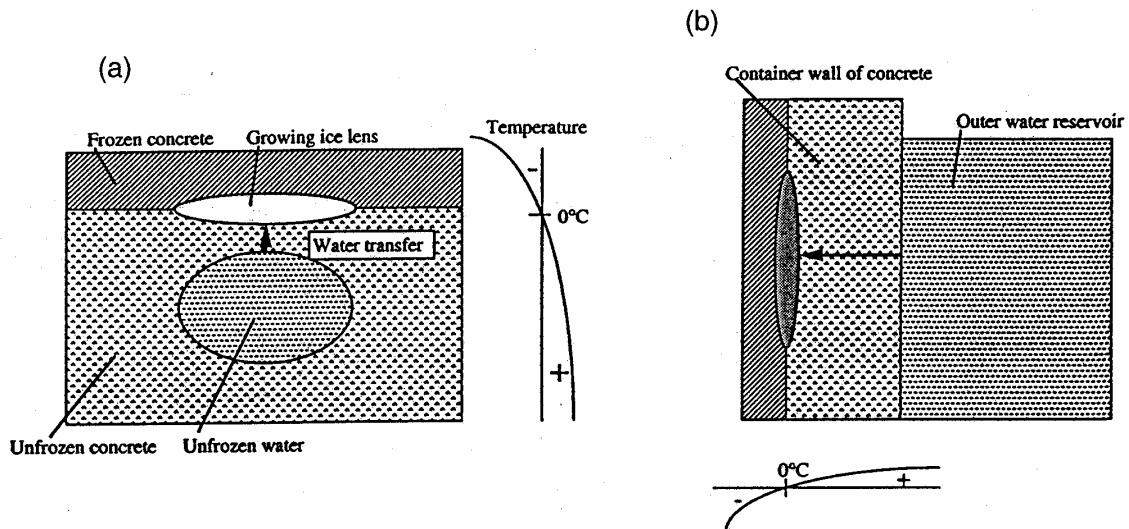 (a)
Frozen concrete
Growing ice lens
Temperature
-
0°C
Water transfer
+
Unfrozen concrete
Unfrozen water
(b)
Container wall of concrete
Outer water reservoir
0°C
-
+